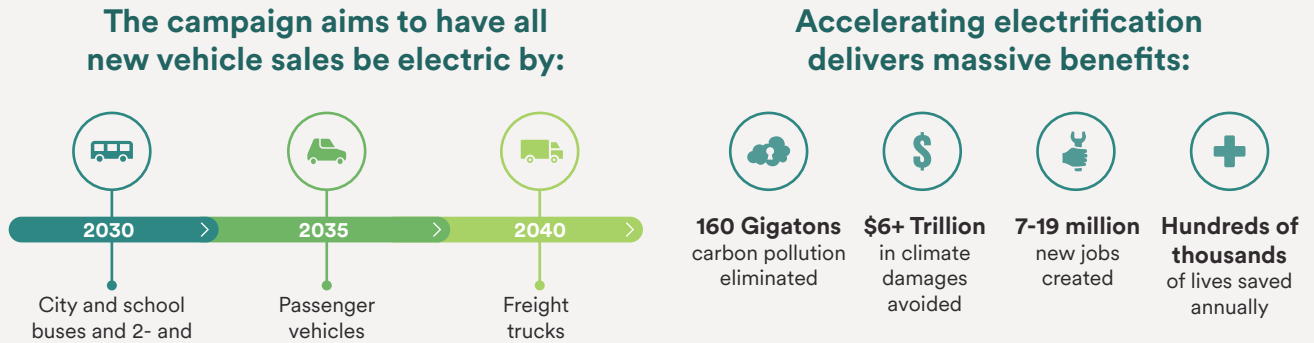 The campaign aims to have all
new vehicle sales be electric by:
2030
2035
2040
City and school
buses and 2- and
Passenger
vehicles
Freight
trucks
Accelerating electrification
delivers massive benefits:
160 Gigatons
carbon pollution
eliminated
$6+ Trillion
in climate
damages
avoided
7-19 million
new jobs
created
Hundreds of
thousands
of lives saved
annually